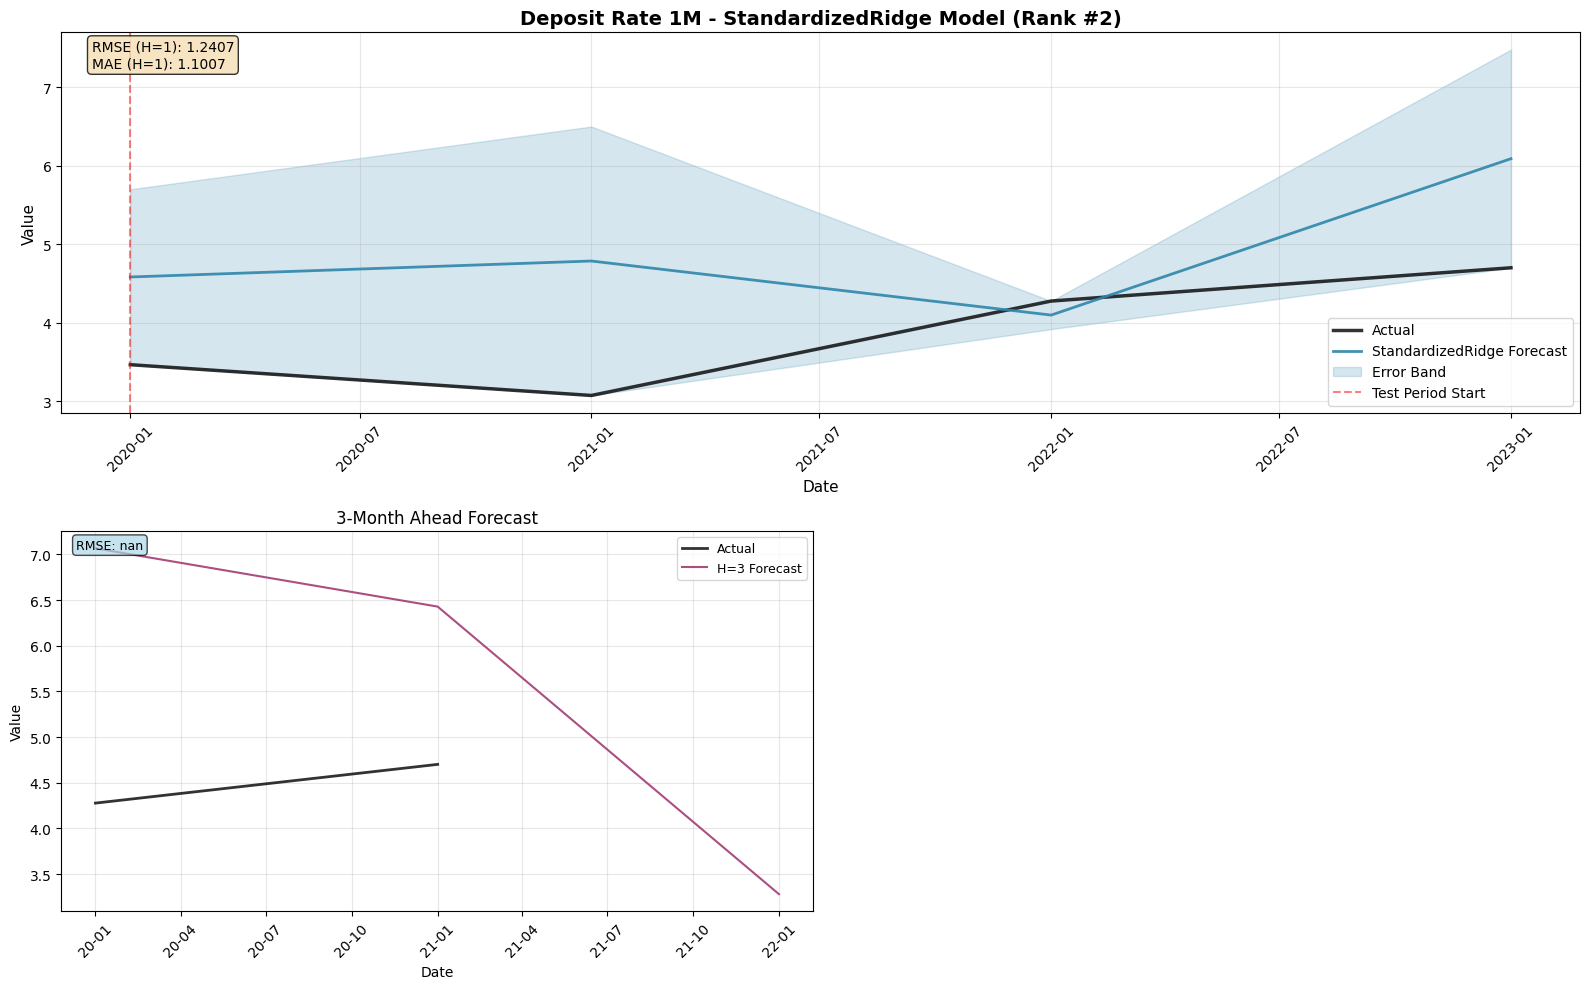 Deposit Rate 1M - StandardizedRidge Model (Rank #2)
RMSE (H=1): 1.2407
MAE (H=1): 1.1007
7
6
5
4
3
Value
Actual
StandardizedRidge Forecast
Error Band
Test Period Start
2020-01
2020-07
2021-01
2021-07
2022-01
2022-07
2023-01
Date
3-Month Ahead Forecast
RMSE: nan
Actual
H=3 Forecast
7.0
6.5
6.0
5.5
5.0
4.5
4.0
3.5
Value
20-01
20-04
20-07
20-10
21-01
21-04
21-07
21-10
22-01
Date